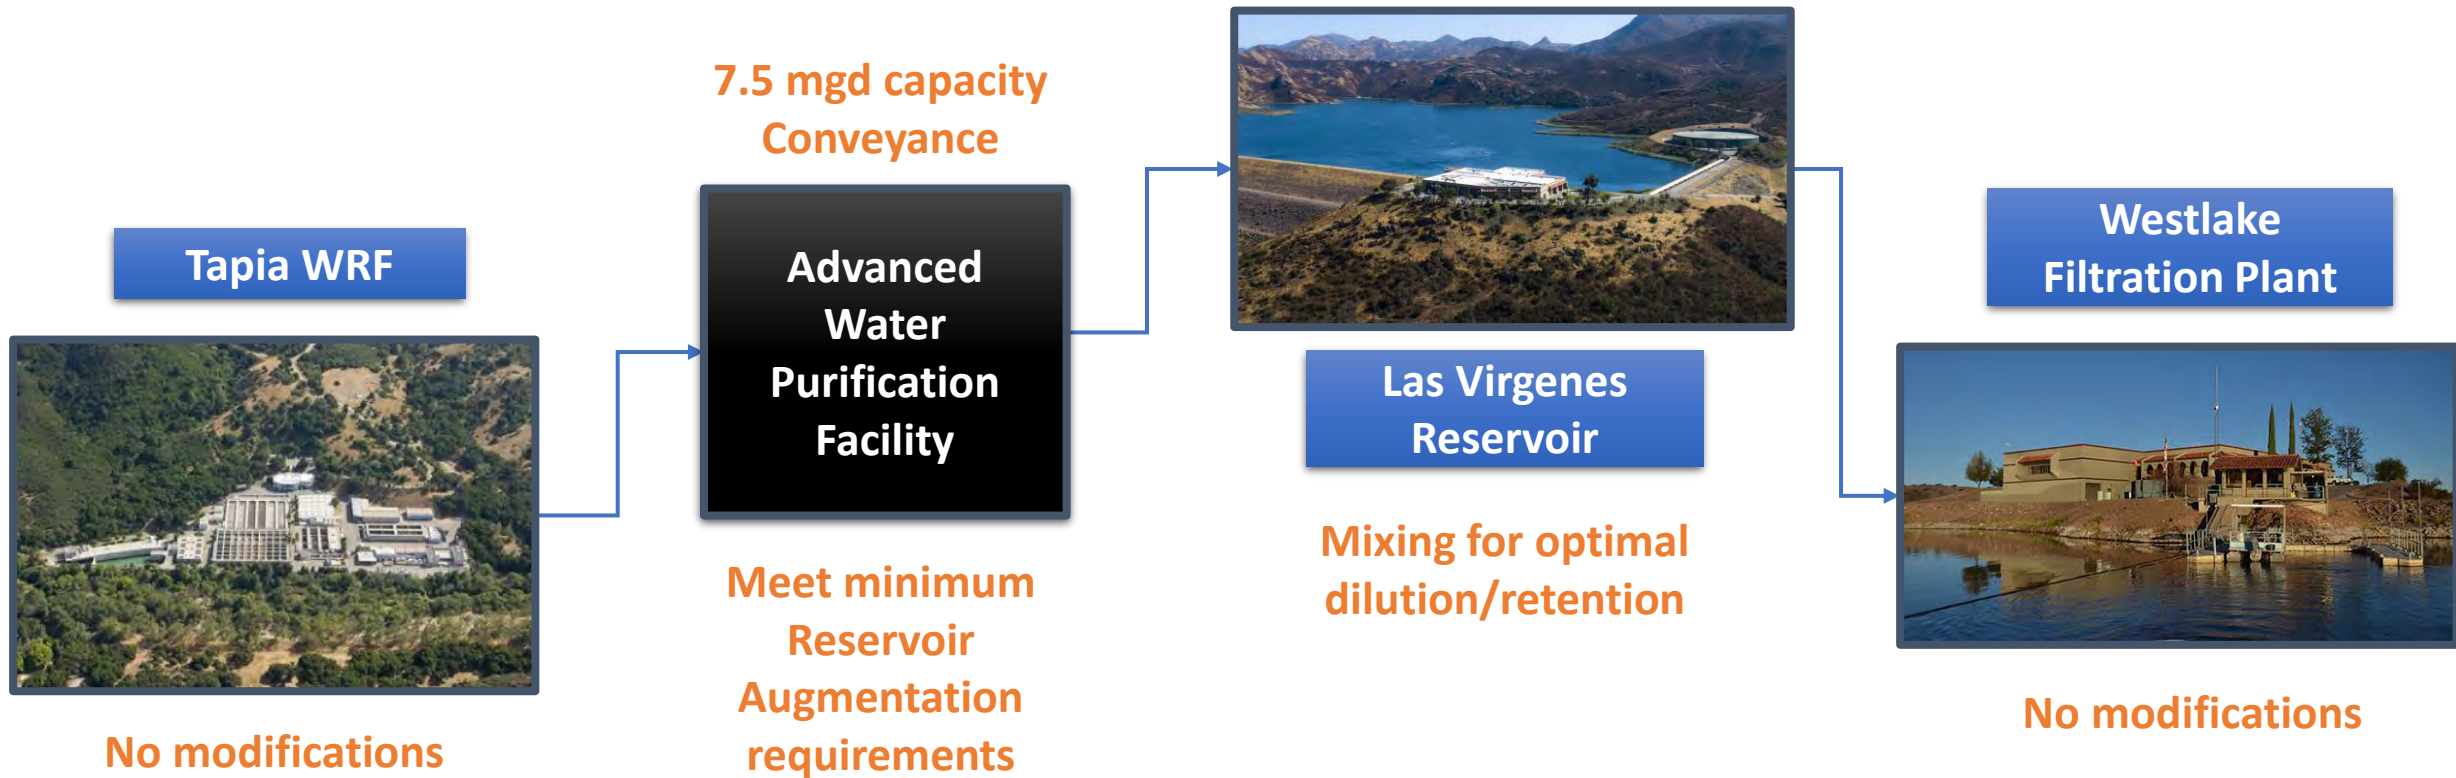 Tapia WRF
No modifications
7.5 mgd capacity
Conveyance
Advanced
Water
Purification
Facility
Meet minimum
Reservoir
Augmentation
requirements
Las Virgenes
Reservoir
Mixing for optimal
dilution/retention
Westlake
Filtration Plant
No modifications